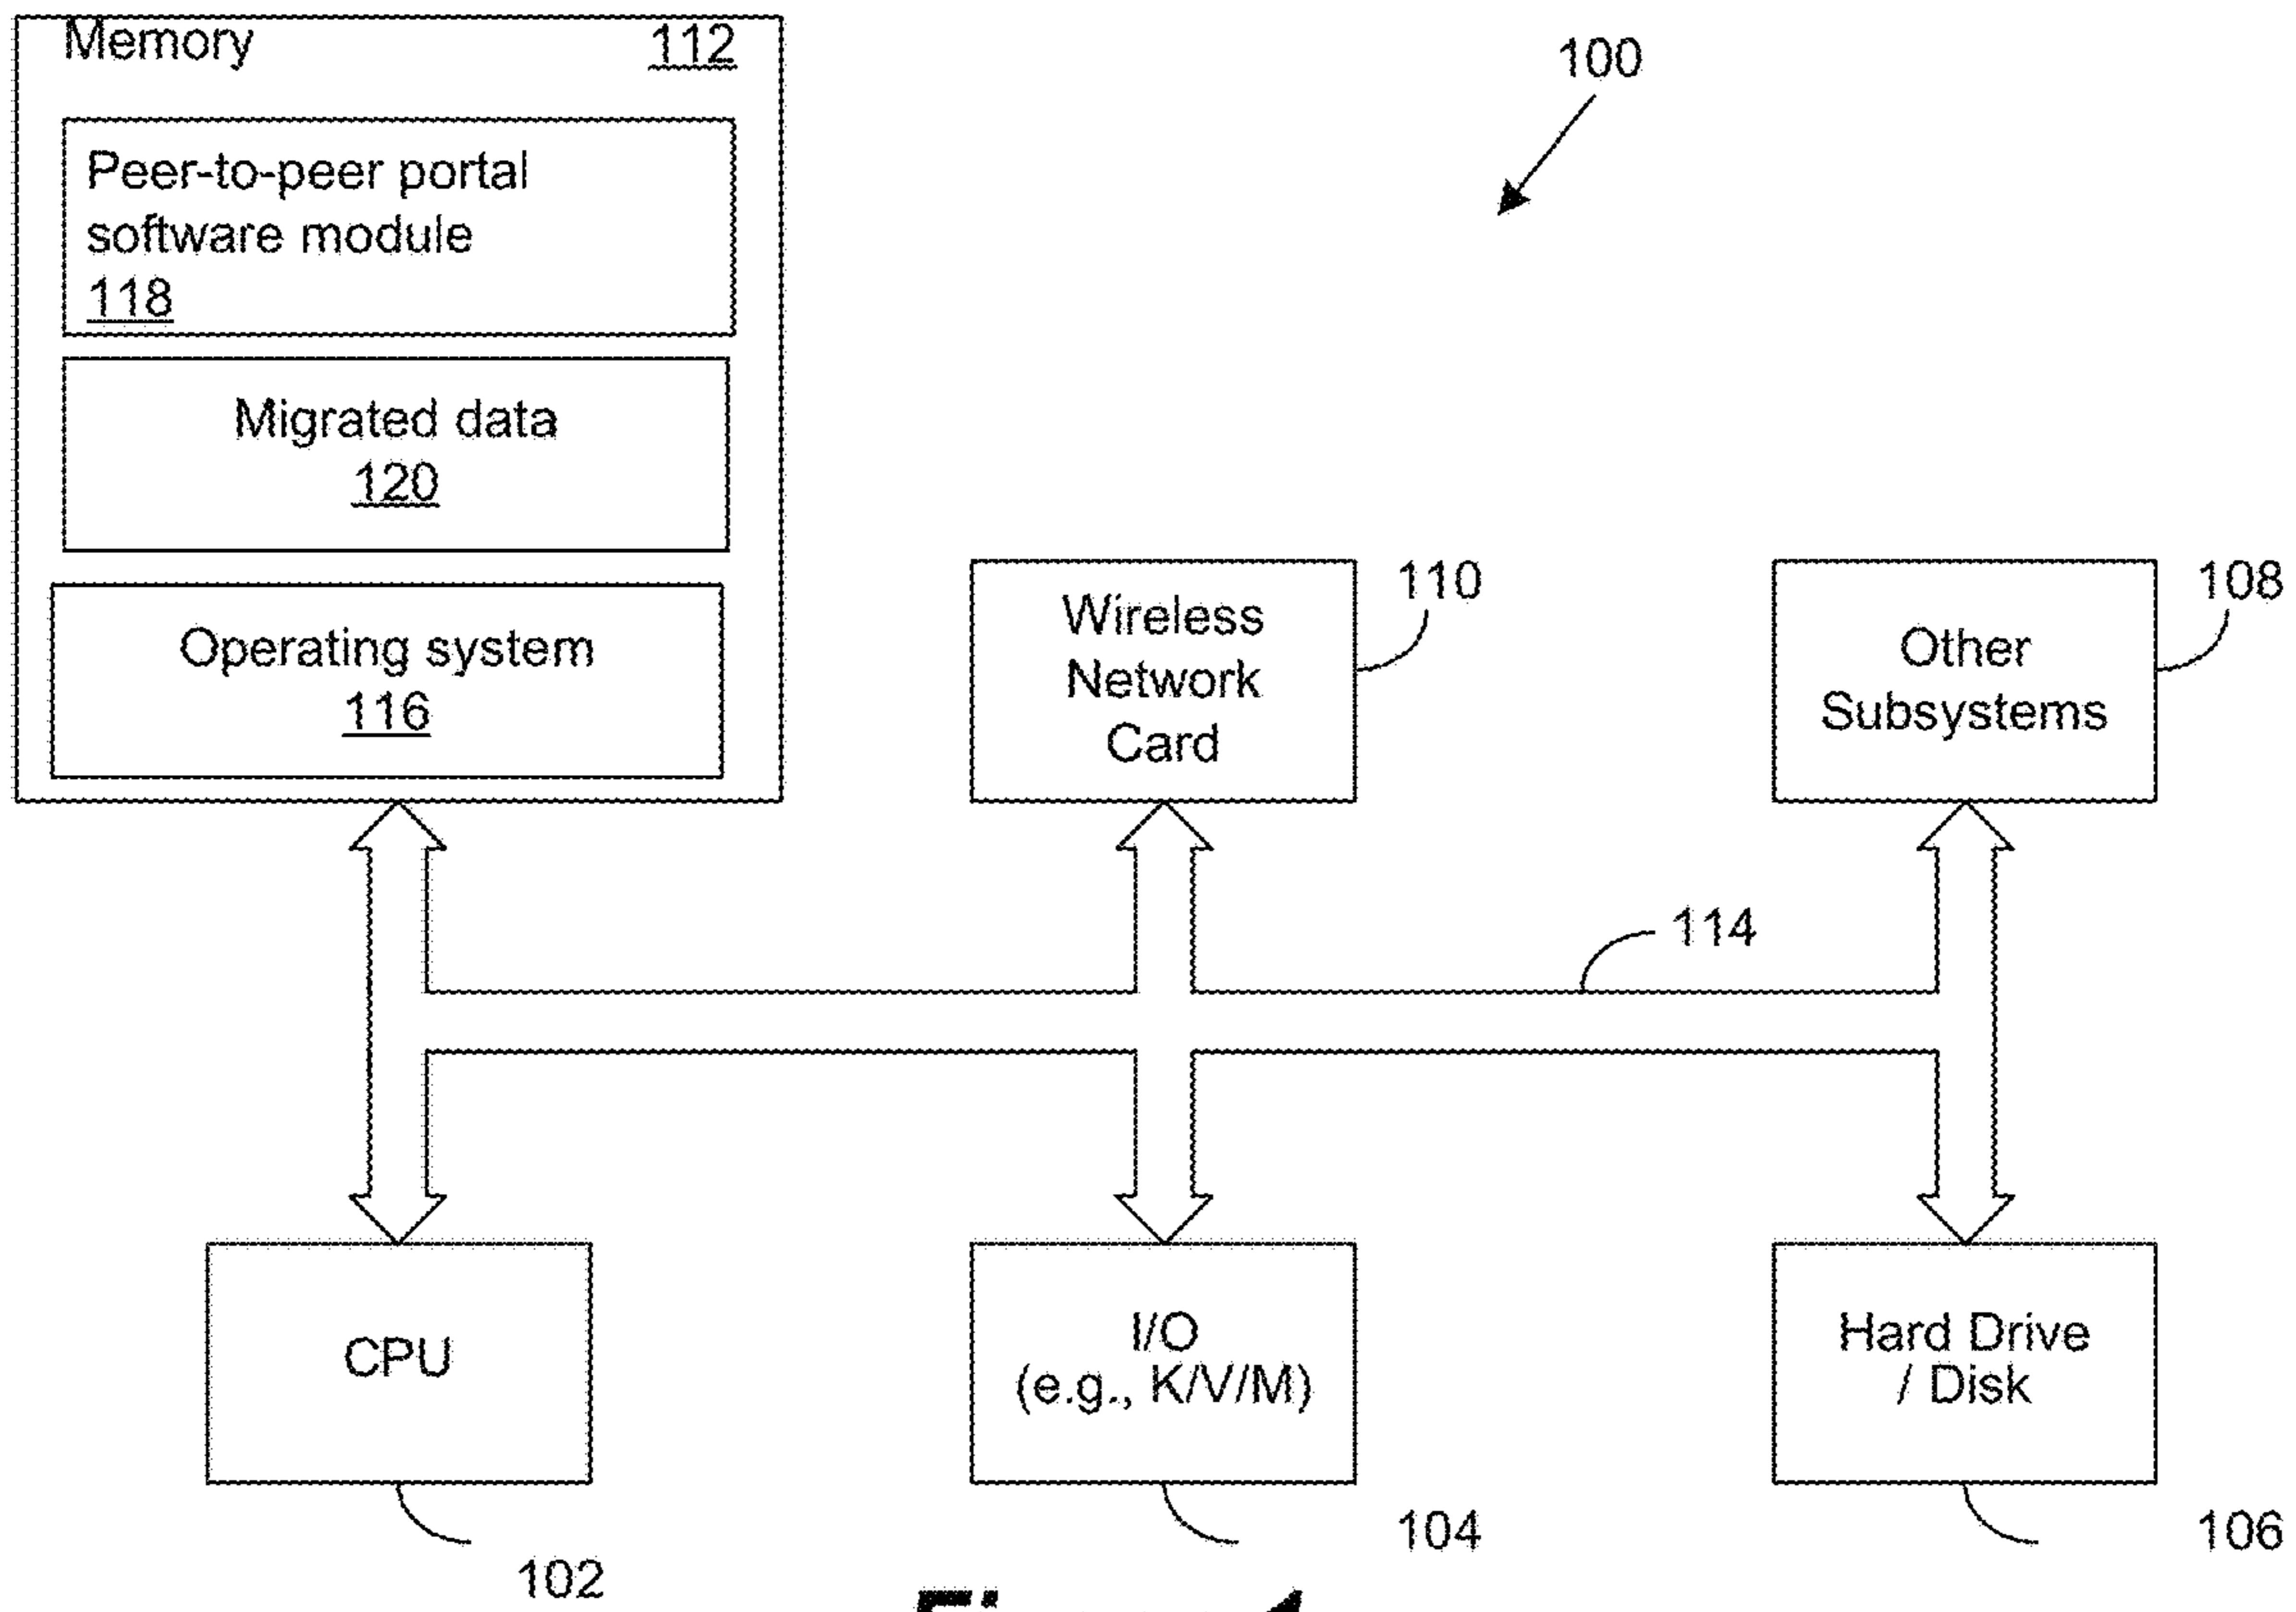 Memory 112
100
Peer-to-peer portal
software module
118
Migrated data
120
Operating system
116
Wireless
Network
Card
110
Other
Subsystems
108
114
CPU
102
I/O
(e.g., K/V/M)
104
Hard Drive
/ Disk
106